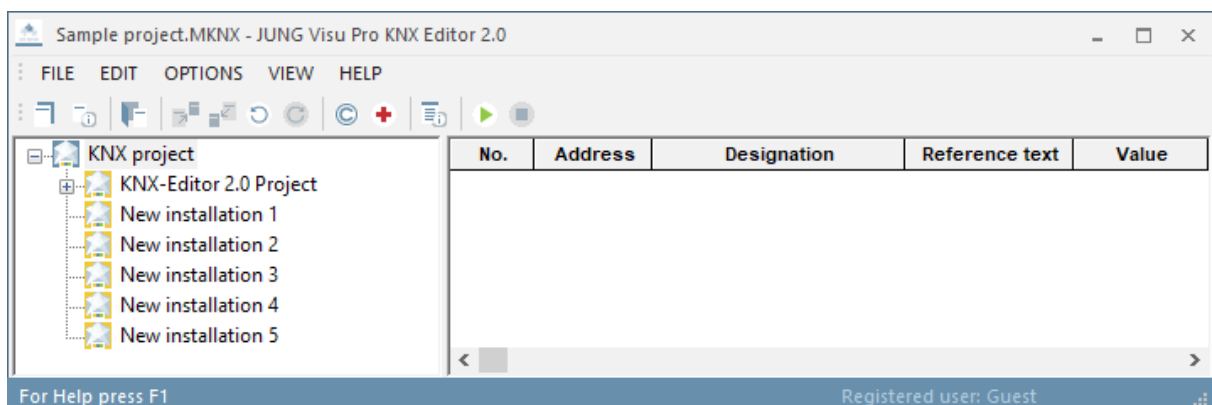 Sample project.MKNX - JUNG Visu Pro KNX Editor 2.0
FILE EDIT OPTIONS VIEW HELP
KNX project
No. Address Designation Reference text Value
KNX-Editor 2.0 Project
New installation 1
New installation 2
New installation 3
New installation 4
New installation 5
For Help press F1 Registered user: Guest